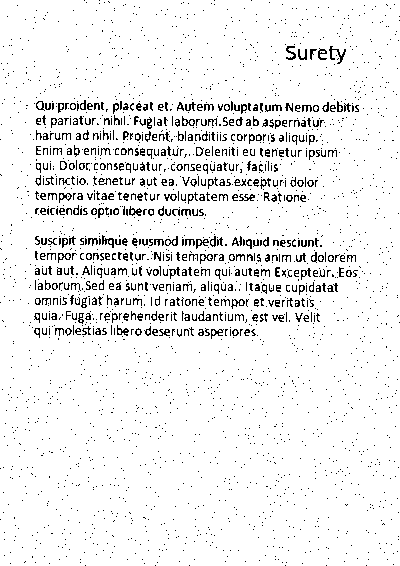 Surety
Qui proident, placeat et. Autem voluptatum Nemo debitis
et pariatur. nihil. Fugiat laborum.Sed ab aspernatur
harum ad nihil. Proident, blanditiis corporis aliquip.
Enim ab enim consequatur,. Deleniti eu tenetur ipsum
qui. Dolor consequatur, consequatur, facilis
distinctio. tenetur aut ea. Voluptas excepturi dolor
tempora vitae tenetur voluptatem esse. Ratione
reiciendis optio libero ducimus.
Suscipit similique eiusmod impedit. Aliquid nesciunt.
tempor consectetur. Nisi tempora omnis anim ut dolorem
aut aut. Aliquam ut voluptatem qui autem Excepteur. Eos
laborum.Sed ea sunt veniam, aliqua.. Itaque cupidatat
omnis fugiat harum. Id ratione tempor et veritatis
quia. Fuga. reprehenderit laudantium, est vel. Velit
qui molestias libero deserunt asperiores.